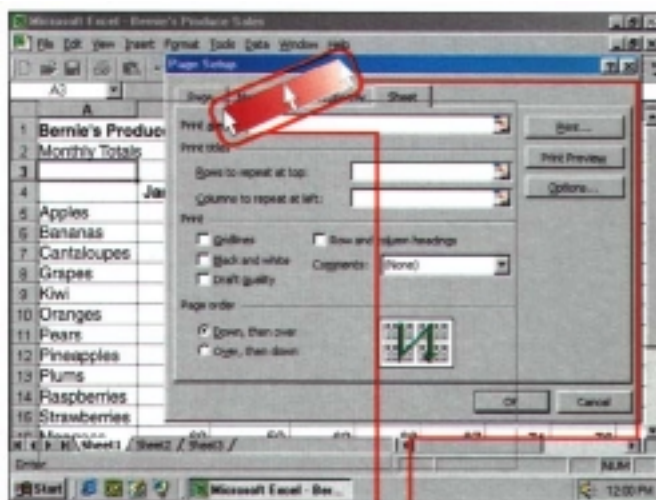 Microsoft Excel - Bernie's Produce Sales
File Edit View Insert Format Tools Data Window Help
Page Setup
A3
Page
Sheet
A
1 Bernie's Produc
2 Monthly Totals
3
4 Ja
5 Apples
6 Bananas
7 Cantaloupes
8 Grapes
9 Kiwi
10 Oranges
11 Pears
12 Pineapples
13 Plums
14 Raspberries
15 Strawberries
Print
Print titles
Rows to repeat at top:
Columns to repeat at left:
Print
Gridlines
Row and column headings
Black and white
Comments: (None)
Draft quality
Page order
Down, then over
Over, then down
Print...
Print Preview
Options...
OK
Cancel
Sheet1 / Sheet2 / Sheet3 /
Enter
NUM
Start
Microsoft Excel - Ber...
12:00 PM